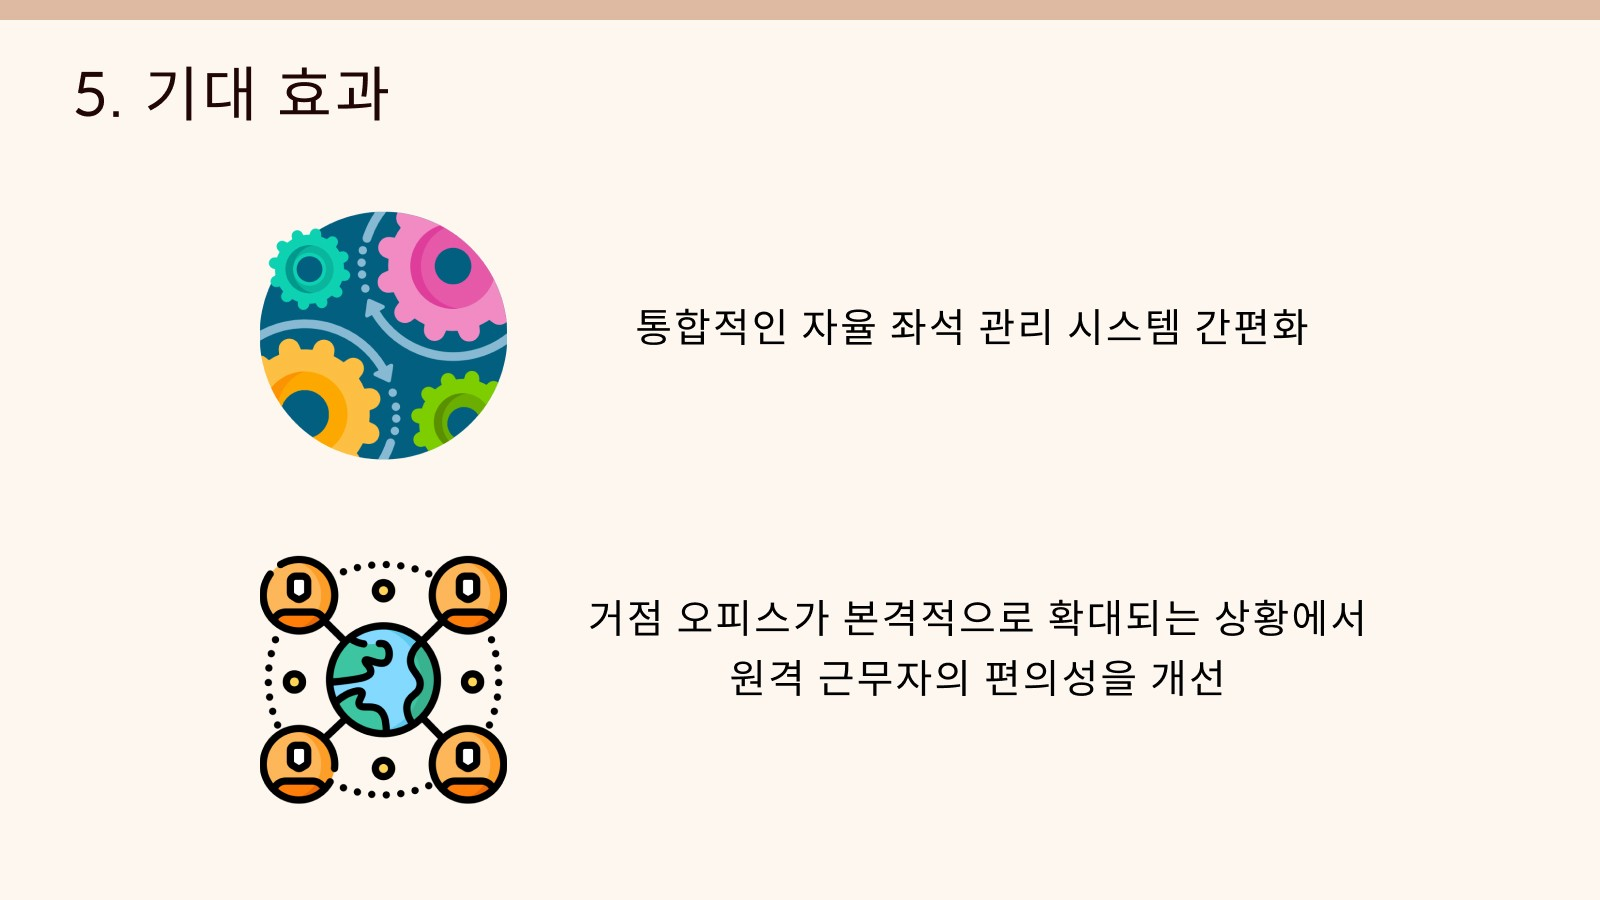 5. 기대 효과
통합적인 자율 좌석 관리 시스템 간편화
거점 오피스가 본격적으로 확대되는 상황에서
원격 근무자의 편의성을 개선